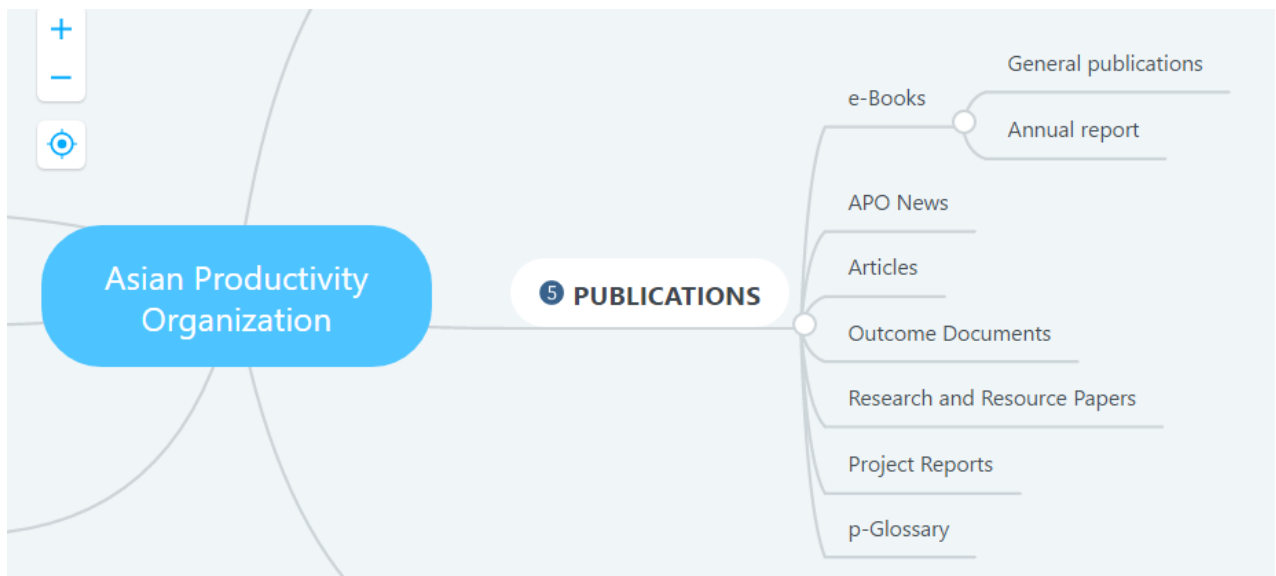 Asian Productivity
Organization
❺ PUBLICATIONS
e-Books
General publications
Annual report
APO News
Articles
Outcome Documents
Research and Resource Papers
Project Reports
p-Glossary